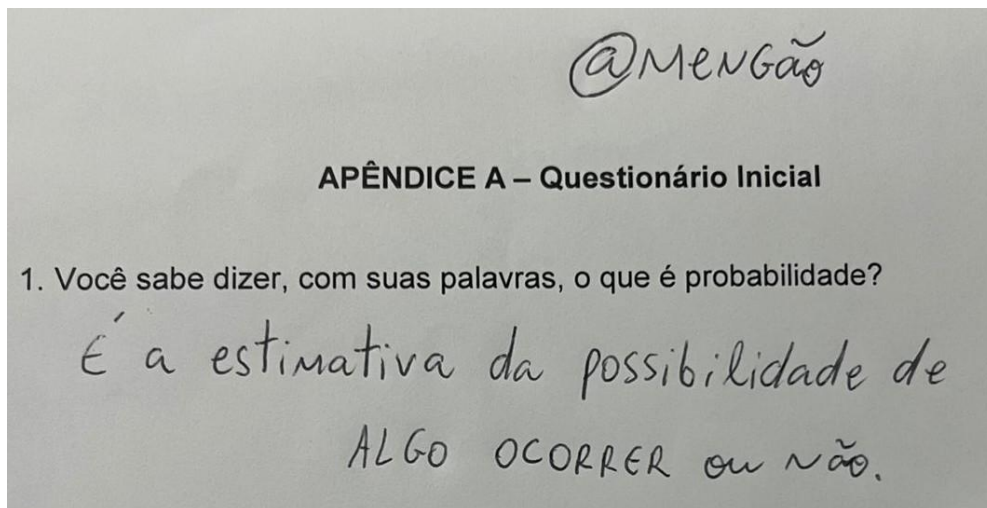 @MENGão
APÊNDICE A – Questionário Inicial
1. Você sabe dizer, com suas palavras, o que é probabilidade?
É a estimativa da possibilidade de
ALGO OCORRER ou Não.